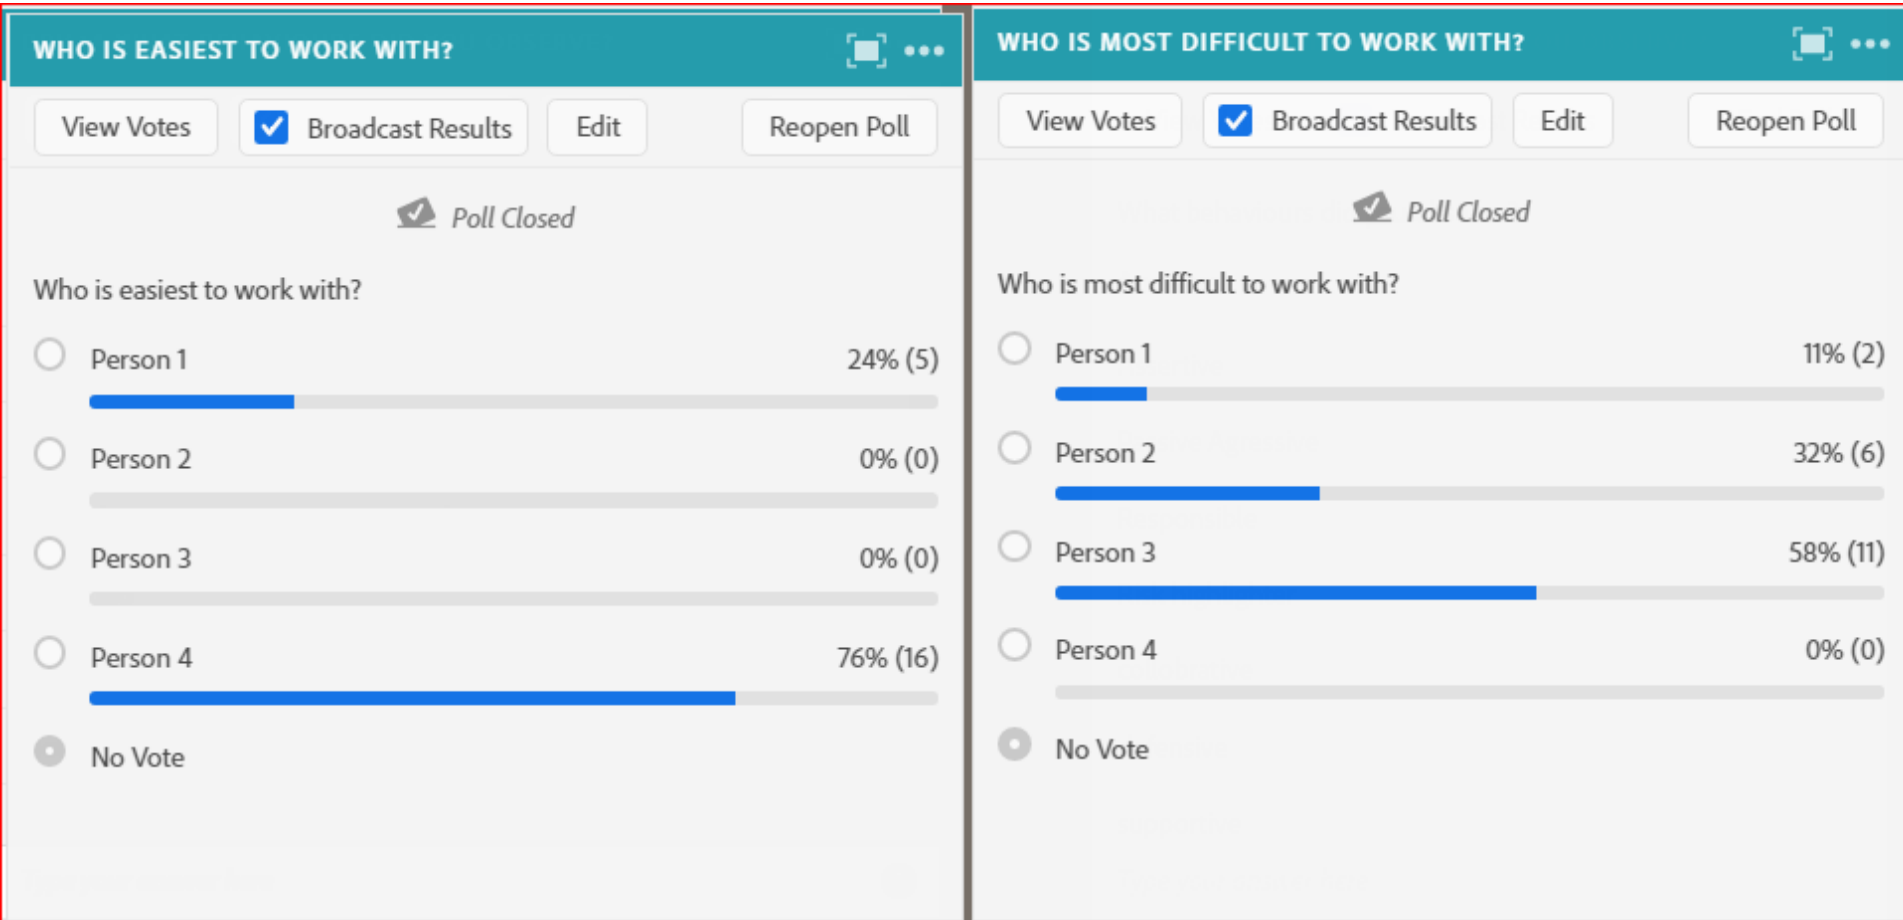 WHO IS EASIEST TO WORK WITH?
View Votes
Broadcast Results
Edit
Reopen Poll
Poll Closed
Who is easiest to work with?
Person 1 24% (5)
Person 2 0% (0)
Person 3 0% (0)
Person 4 76% (16)
No Vote
WHO IS MOST DIFFICULT TO WORK WITH?
View Votes
Broadcast Results
Edit
Reopen Poll
Poll Closed
Who is most difficult to work with?
Person 1 11% (2)
Person 2 32% (6)
Person 3 58% (11)
Person 4 0% (0)
No Vote